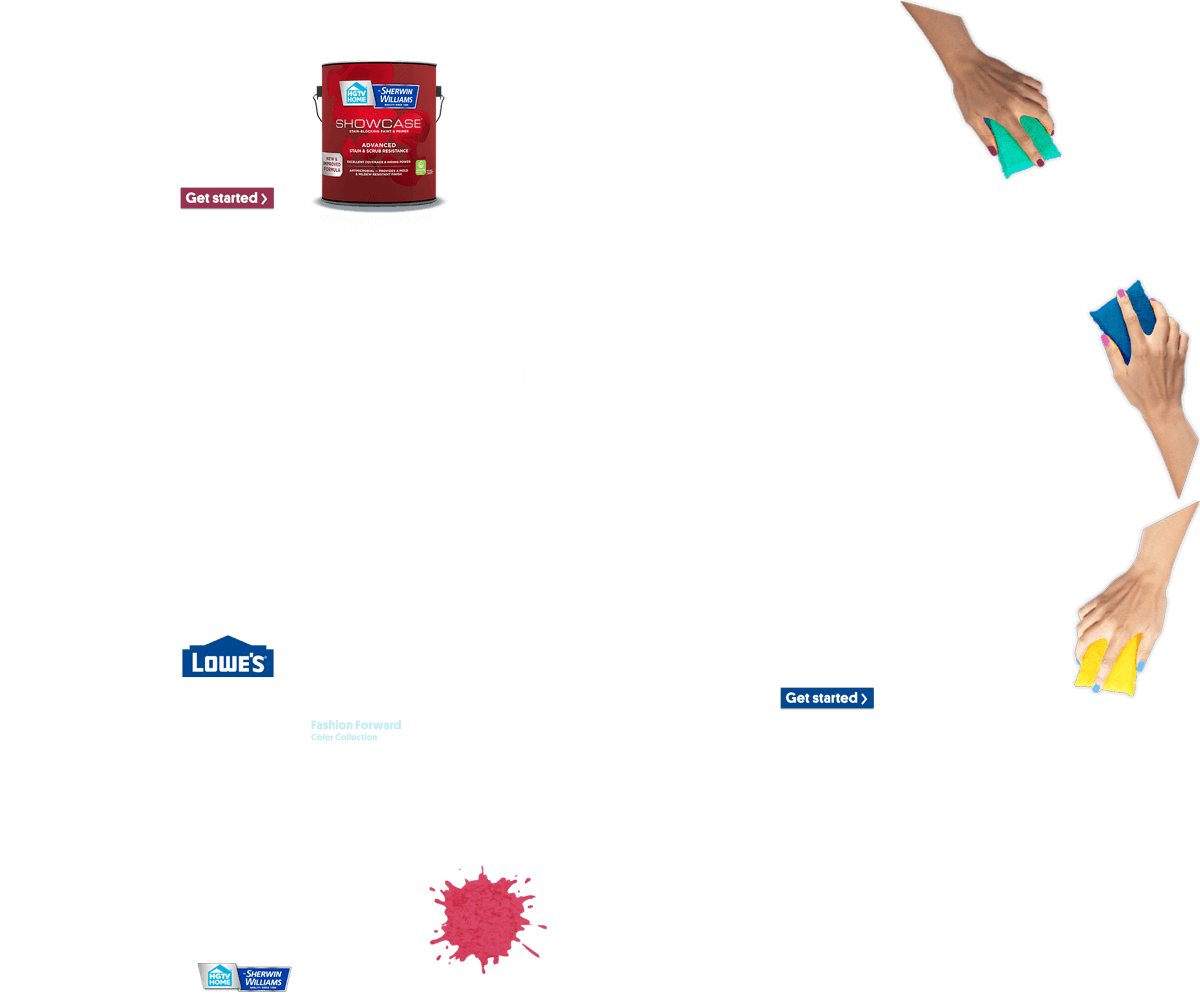 HGTV
HOME
BY SHERWIN
WILLIAMS
SHOWCASE
STAIN-BLOCKING PAINT & PRIMER
ADVANCED
STAIN & SCRUB RESISTANCE
NEW &
IMPROVED
FORMULA
EXCELLENT COVERAGE & HIDING POWER
ANTIMICROBIAL — PROVIDES A MOLD
& MILDEW RESISTANT FINISH
Get started >
LOWE'S
Get started >
Fashion Forward
Color Collection
HGTV
HOME
BY SHERWIN
WILLIAMS